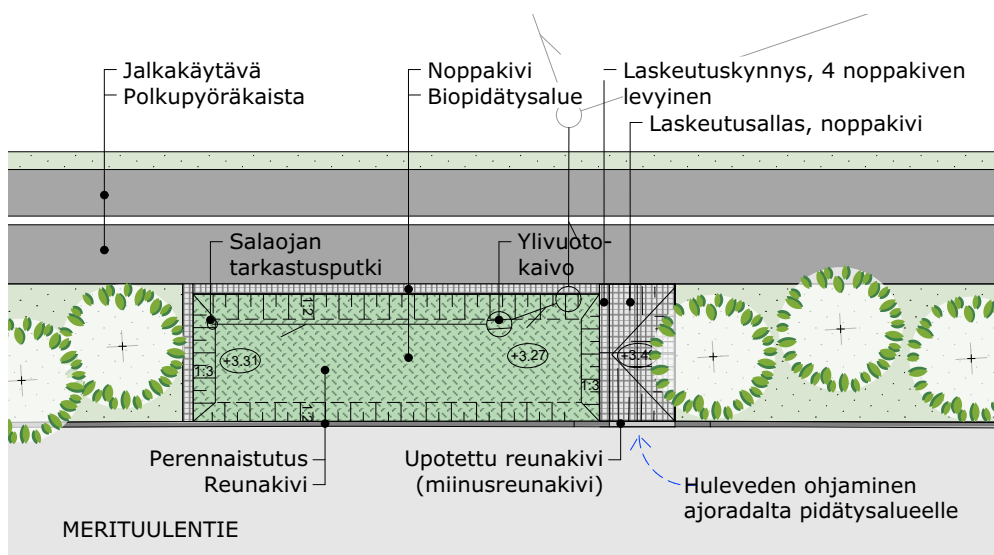 Jalkakäytävä
Polkupyöräkaista
Noppakivi
Biopidätysalue
Laskeutuskynnys, 4 noppakiven
levyinen
Laskeutusallas, noppakivi
Salaojan
tarkastusputki
Ylivuoto-
kaivo
1:2
+3.31
+3.27
+3.4
1:3
1:3
1:2
Perennaistutus
Reunakivi
Upotettu reunakivi
(miinusreunakivi)
Huleveden ohjaminen
ajoradalta pidätysalueelle
MERITUULENTIE